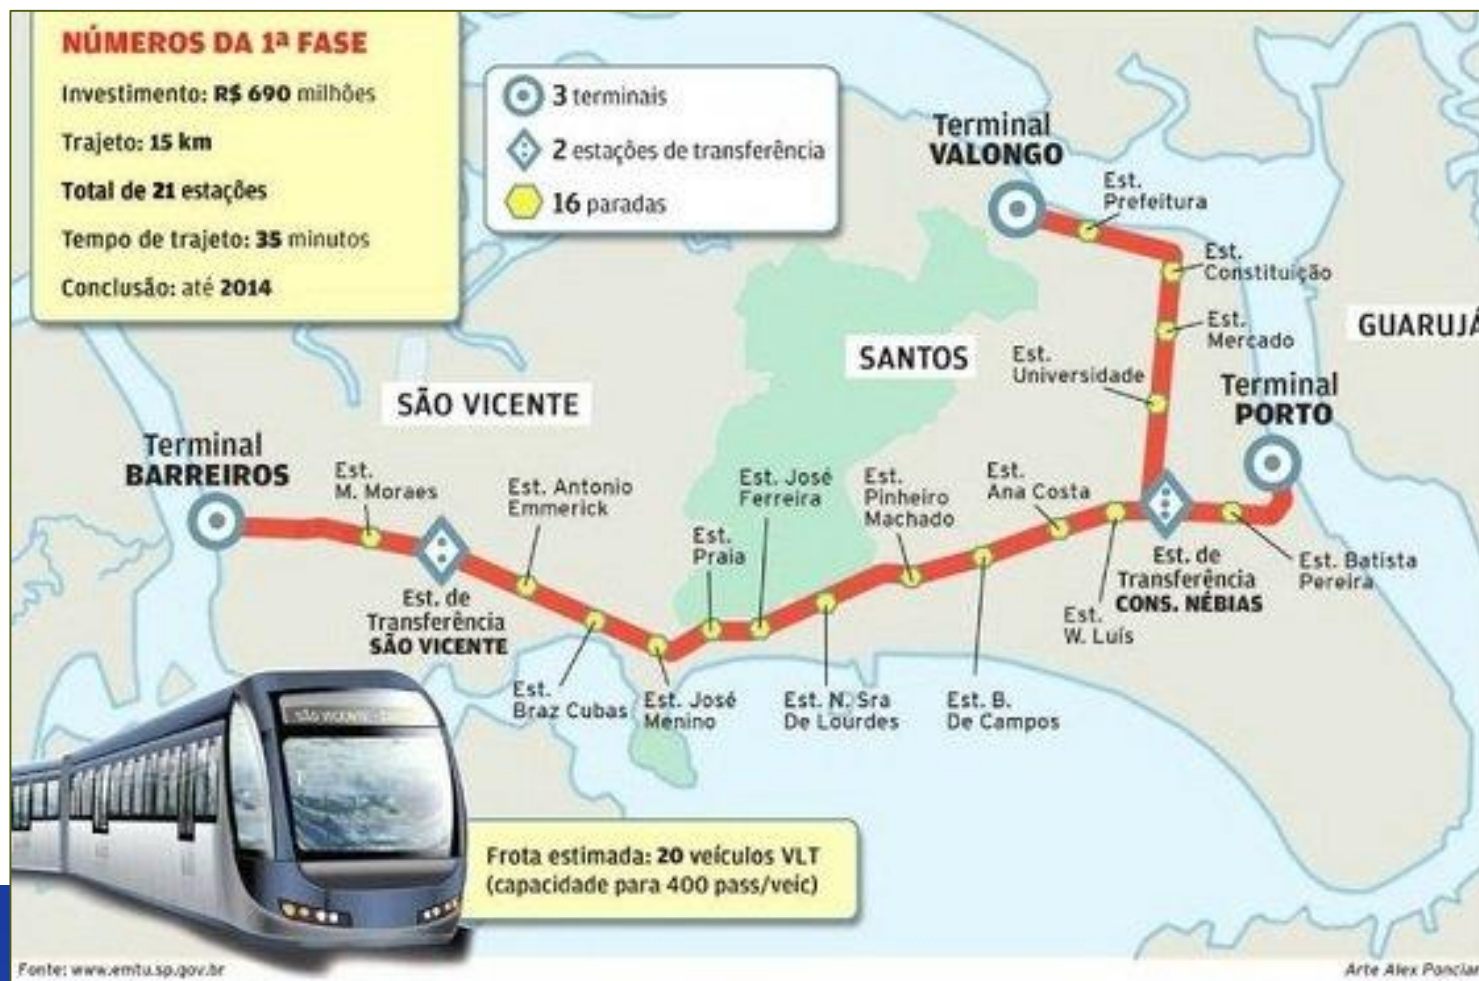 NÚMEROS DA 1ª FASE
Investimento: R$ 690 milhões
Trajeto: 15 km
Total de 21 estações
Tempo de trajeto: 35 minutos
Conclusão: até 2014
3 terminais
2 estações de transferência
16 paradas
Terminal
VALONGO
Est.
Prefeitura
Est.
Constituição
Est.
Mercado
GUARUJÁ
SANTOS
Est.
Universidade
Terminal
PORTO
SÃO VICENTE
Terminal
BARREIROS
Est.
M. Moraes
Est. Antonio
Emmerick
Est. José
Ferreira
Est.
Pinheiro
Machado
Est.
Ana Costa
Est.
Praia
Est. de
Transferência
SÃO VICENTE
Est. de
Transferência
CONS. NÉBIAS
Est. Batista
Pereira
Est.
W. Luís
Est.
Braz Cubas
Est. José
Menino
Est. N. Sra
De Lourdes
Est. B.
De Campos
SÃO VICENTE
Frota estimada: 20 veículos VLT
(capacidade para 400 pass/veíc)
Fonte: www.emtu.sp.gov.br
Arte Alex Ponciar